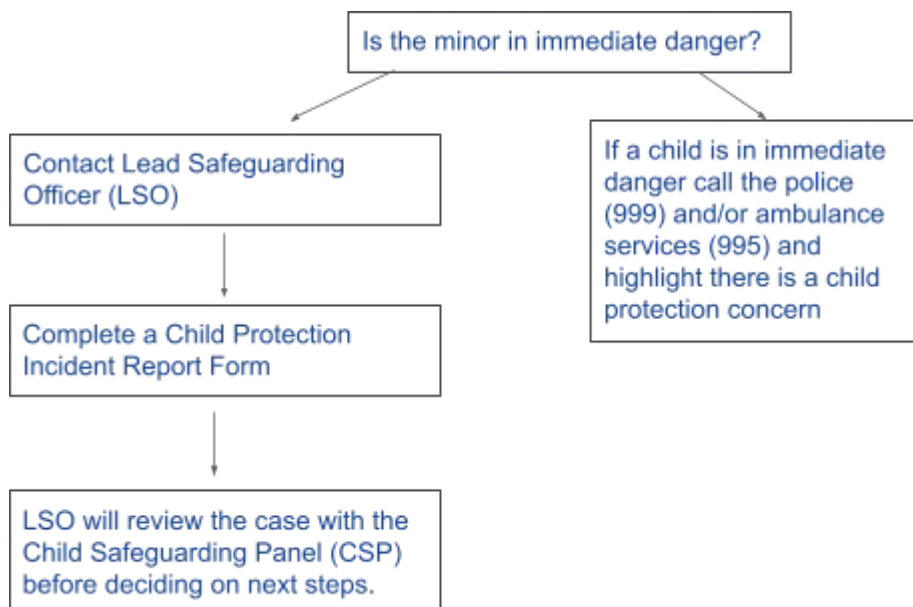 Is the minor in immediate danger?
Contact Lead Safeguarding
Officer (LSO)
Complete a Child Protection
Incident Report Form
LSO will review the case with the
Child Safeguarding Panel (CSP)
before deciding on next steps.
If a child is in immediate
danger call the police
(999) and/or ambulance
services (995) and
highlight there is a child
protection concern